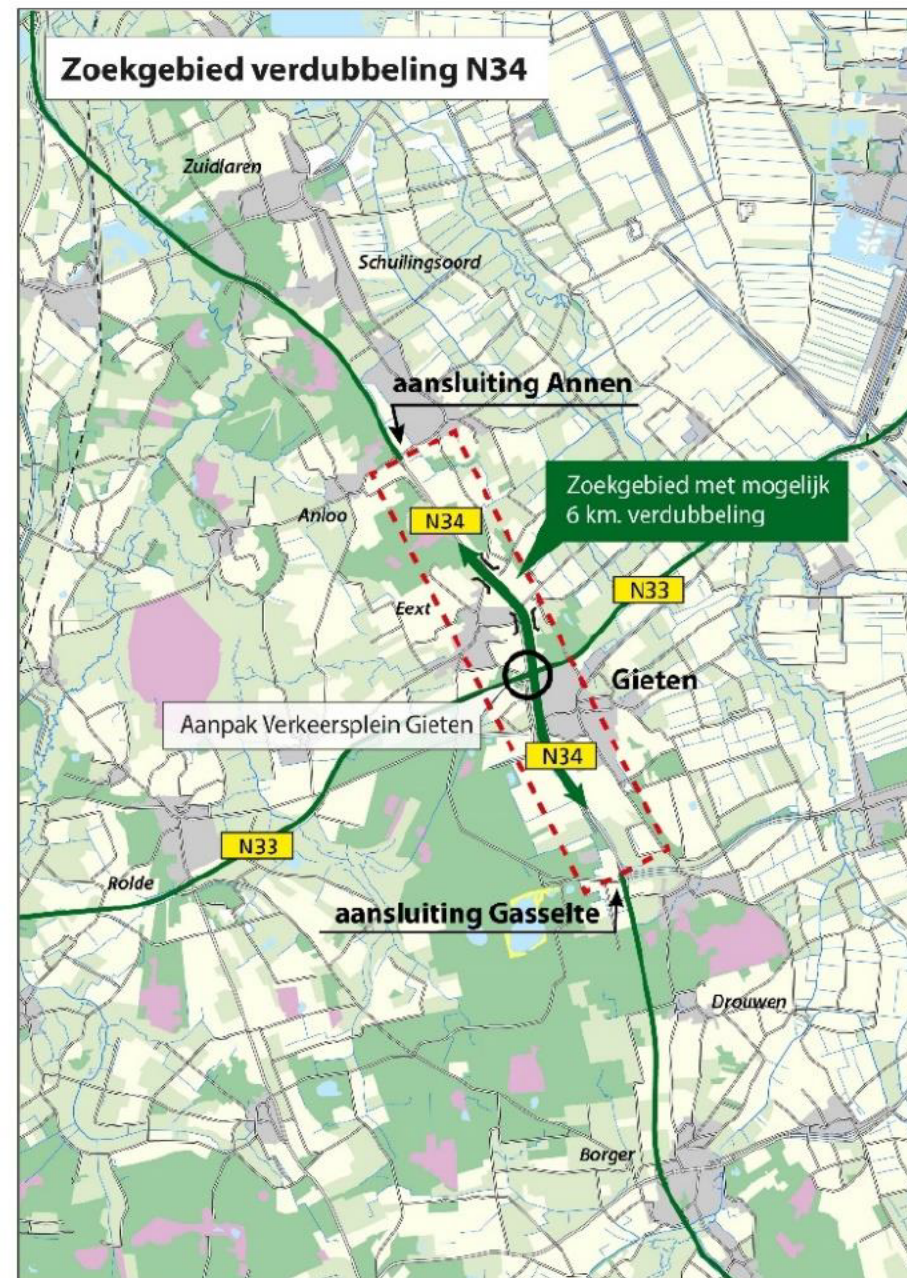 Zoekgebied verdubbeling N34
Zuidlaren
Schuilingsoord
aansluiting Annen
Zoekgebied met mogelijk
6 km. verdubbeling
Anloo
N34
N33
Eext
Gieten
Aanpak Verkeersplein Gieten
N34
N33
Rolde
aansluiting Gasselte
Drouwen
Borger